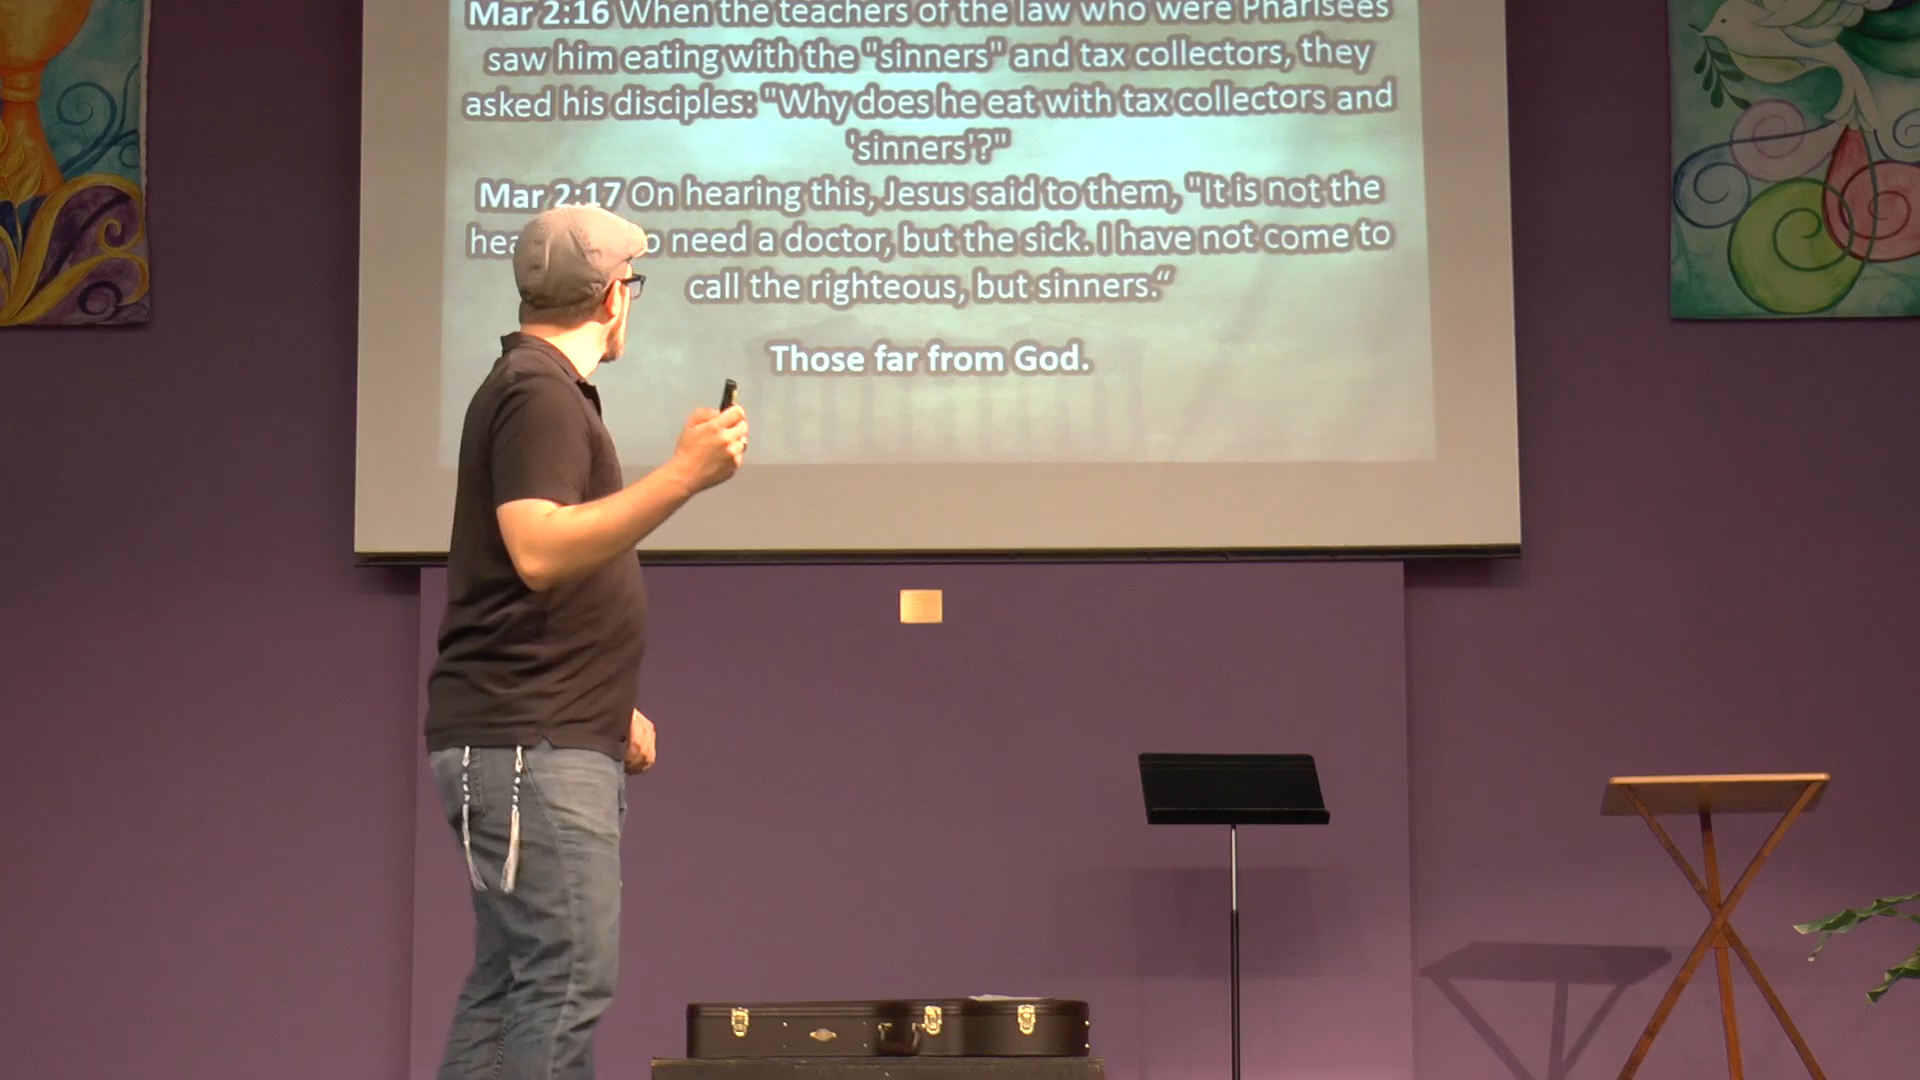 Mar 2:16 When the teachers of the law who were Pharisees
saw him eating with the "sinners" and tax collectors, they
asked his disciples: "Why does he eat with tax collectors and
'sinners'?"
Mar 2:17 On hearing this, Jesus said to them, "It is not the
need a doctor, but the sick. I have not come to
call the righteous, but sinners.“
Those far from God.